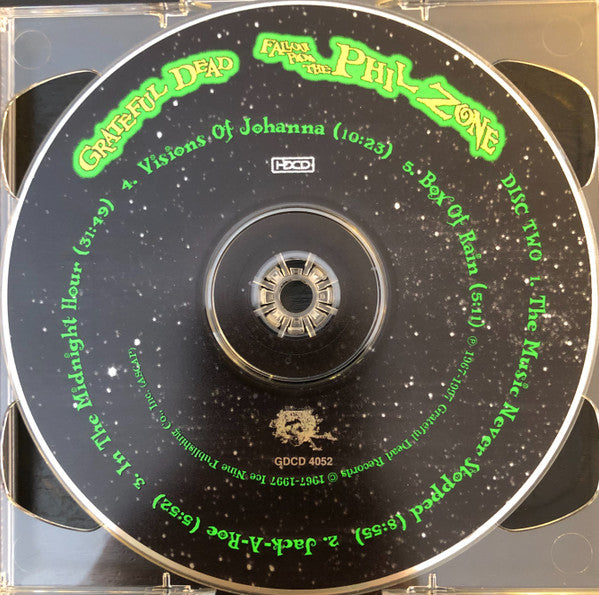 GRATEFUL DEAD
FALLOUT FROM THE PHIL ZONE
DISC TWO 1. The Music Never Stopped (8:55) 2. Jack-A-Roe (5:52) 3. In The Midnight Hour (31:49) 4. Visions Of Johanna (10:23) 5. Box Of Rain (5:11)
℗ 1967-1997 Grateful Dead Records © 1967-1997 Ice Nine Publishing Co., Inc. (ASCAP)
HDCD
GDCD 4052